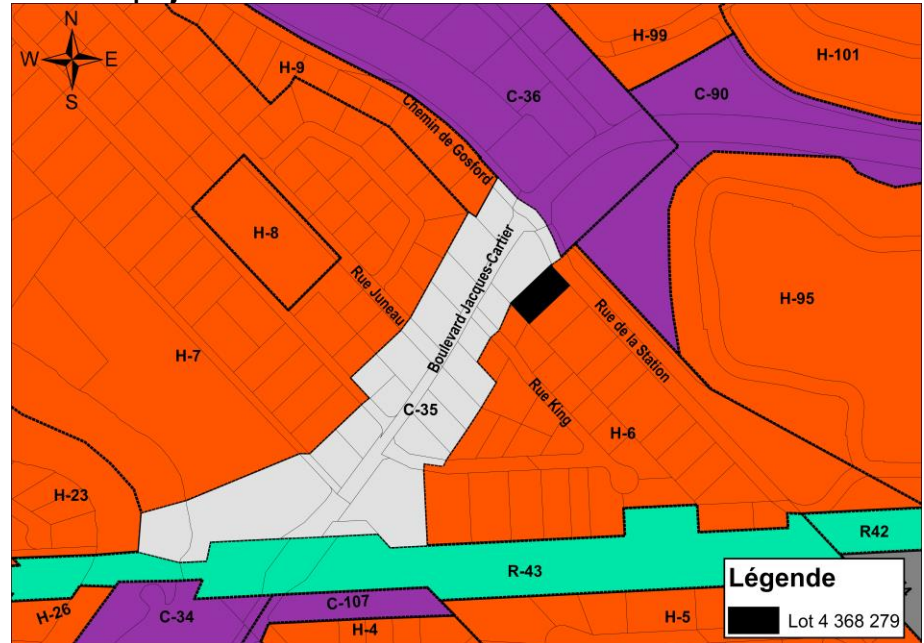 N
W E
S
H-99
H-101
H-9
C-36
C-90
Chemin de Gosford
H-8
Rue Juneau
Boulevard Jacques-Cartier
H-95
Rue de la Station
H-7
C-35
Rue King
H-6
H-23
R42
R-43
H-26
C-34
C-107
H-4
H-5
Légende
Lot 4 368 279